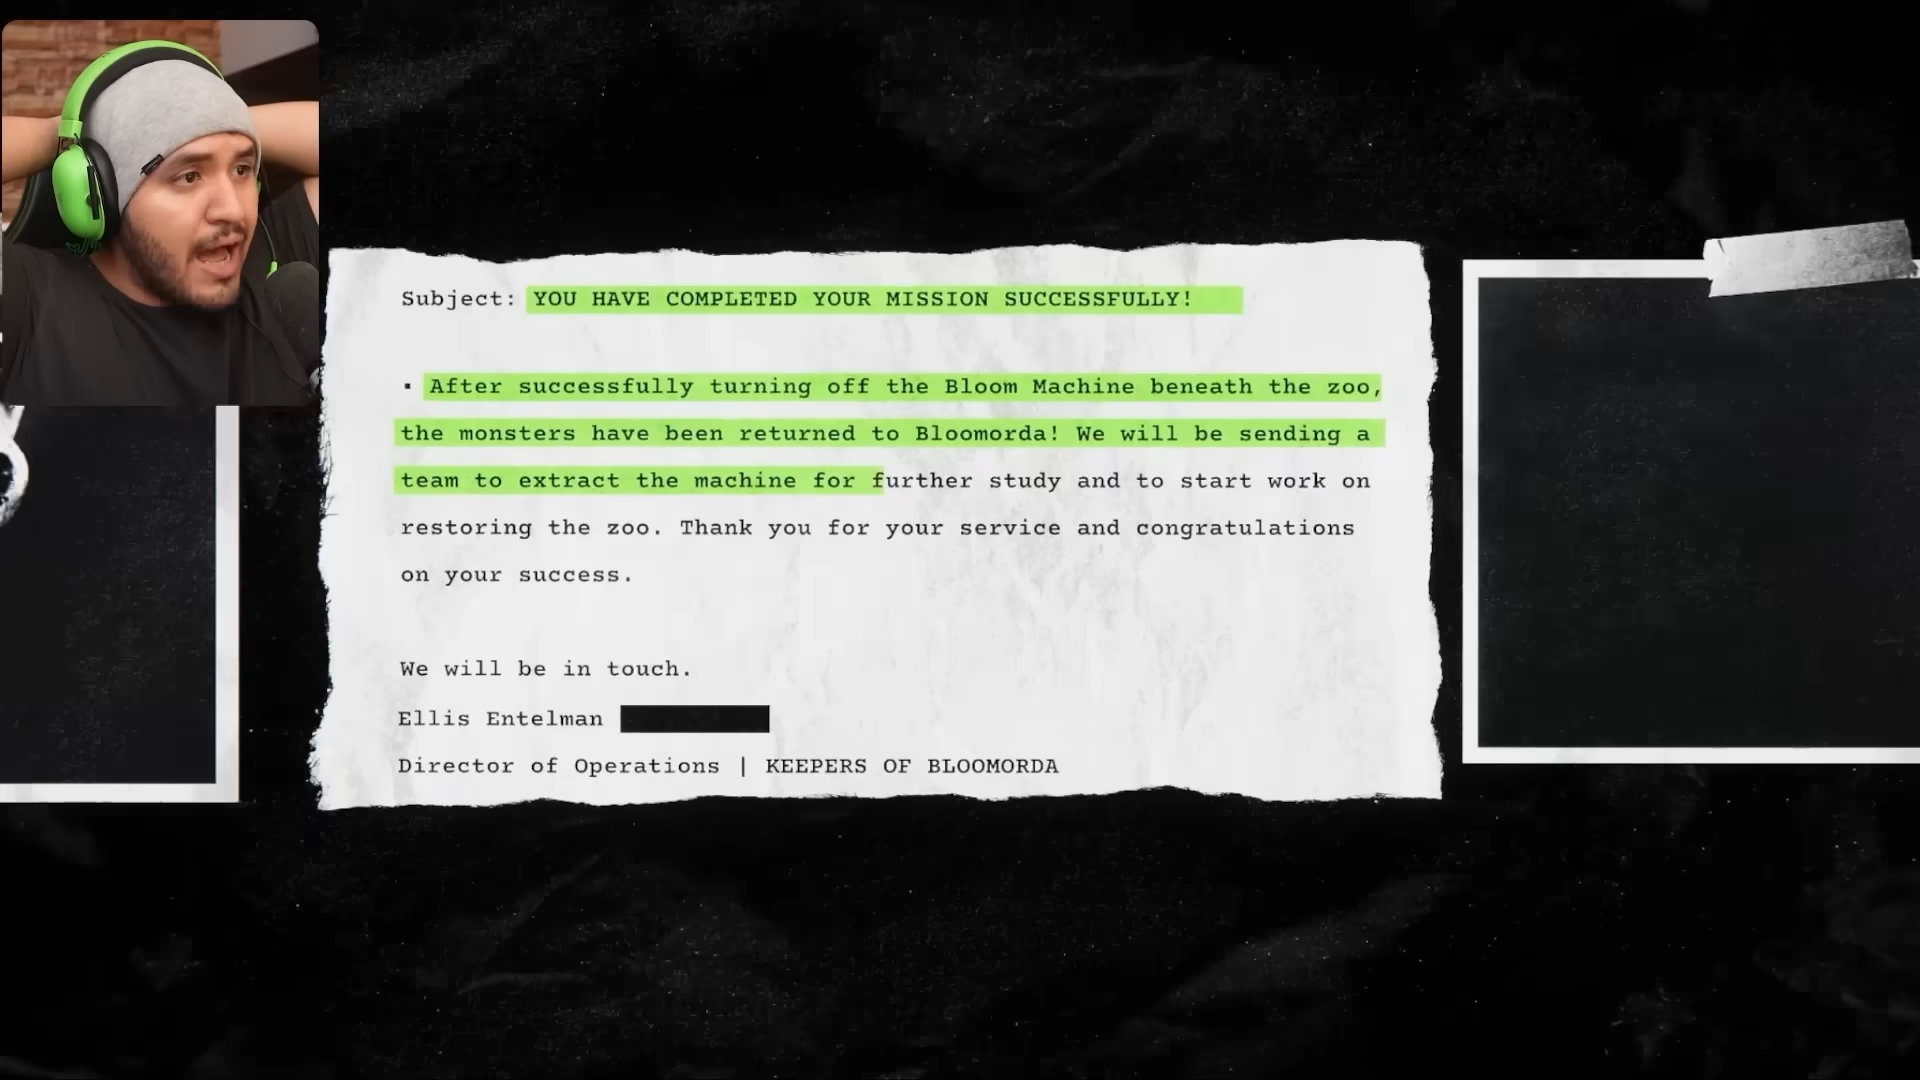 Subject: YOU HAVE COMPLETED YOUR MISSION SUCCESSFULLY!
▪ After successfully turning off the Bloom Machine beneath the zoo,
the monsters have been returned to Bloomorda! We will be sending a
team to extract the machine for further study and to start work on
restoring the zoo. Thank you for your service and congratulations
on your success.
We will be in touch.
Ellis Entelman
Director of Operations | KEEPERS OF BLOOMORDA